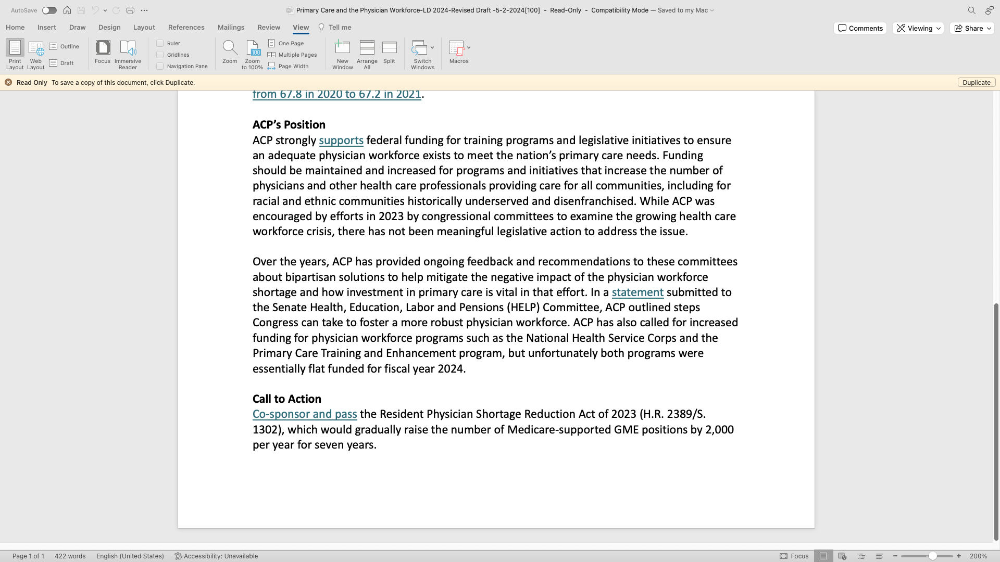 AutoSave
Primary Care and the Physician Workforce-LD 2024-Revised Draft -5-2-2024[100] - Read-Only - Compatibility Mode — Saved to my Mac
Home Insert Draw Design Layout References Mailings Review View Tell me
Comments Viewing Share
Print Layout
Web Layout
Outline
Draft
Focus
Immersive Reader
Ruler
Gridlines
Navigation Pane
Zoom
100
Zoom to 100%
One Page
Multiple Pages
Page Width
New Window
Arrange All
Split
Switch Windows
Macros
Read Only To save a copy of this document, click Duplicate.
Duplicate
from 67.8 in 2020 to 67.2 in 2021.
ACP’s Position
ACP strongly supports federal funding for training programs and legislative initiatives to ensure
an adequate physician workforce exists to meet the nation’s primary care needs. Funding
should be maintained and increased for programs and initiatives that increase the number of
physicians and other health care professionals providing care for all communities, including for
racial and ethnic communities historically underserved and disenfranchised. While ACP was
encouraged by efforts in 2023 by congressional committees to examine the growing health care
workforce crisis, there has not been meaningful legislative action to address the issue.
Over the years, ACP has provided ongoing feedback and recommendations to these committees
about bipartisan solutions to help mitigate the negative impact of the physician workforce
shortage and how investment in primary care is vital in that effort. In a statement submitted to
the Senate Health, Education, Labor and Pensions (HELP) Committee, ACP outlined steps
Congress can take to foster a more robust physician workforce. ACP has also called for increased
funding for physician workforce programs such as the National Health Service Corps and the
Primary Care Training and Enhancement program, but unfortunately both programs were
essentially flat funded for fiscal year 2024.
Call to Action
Co-sponsor and pass the Resident Physician Shortage Reduction Act of 2023 (H.R. 2389/S.
1302), which would gradually raise the number of Medicare-supported GME positions by 2,000
per year for seven years.
Page 1 of 1 422 words English (United States) Accessibility: Unavailable
Focus
200%